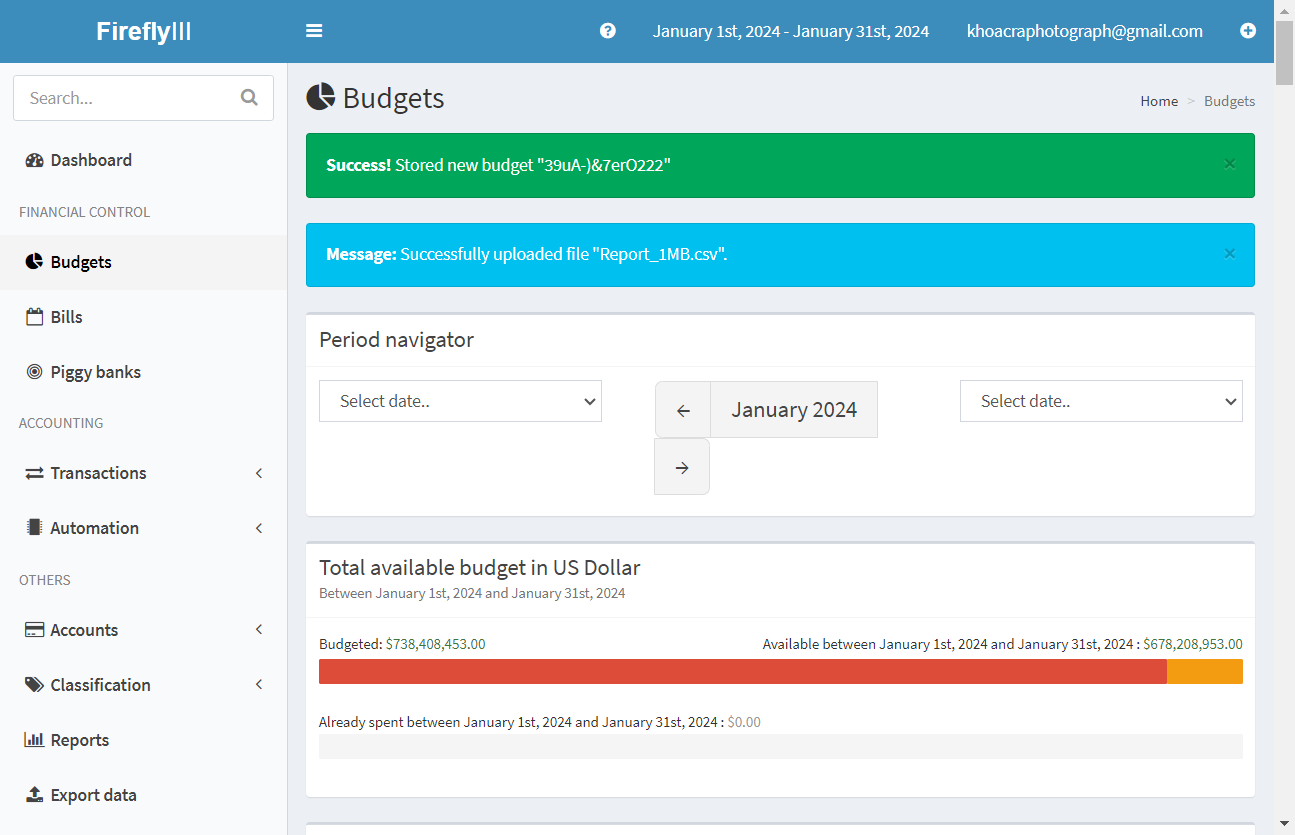 FireflyIII
January 1st, 2024 - January 31st, 2024
khoacraphotograph@gmail.com
Search...
Dashboard
FINANCIAL CONTROL
Budgets
Bills
Piggy banks
ACCOUNTING
Transactions
Automation
OTHERS
Accounts
Classification
Reports
Export data
Budgets
Home > Budgets
Success! Stored new budget "39uA-)&7erO222"
×
Message: Successfully uploaded file "Report_1MB.csv".
×
Period navigator
Select date..
← January 2024
→
Select date..
Total available budget in US Dollar
Between January 1st, 2024 and January 31st, 2024
Budgeted: $738,408,453.00
Available between January 1st, 2024 and January 31st, 2024 : $678,208,953.00
Already spent between January 1st, 2024 and January 31st, 2024 : $0.00